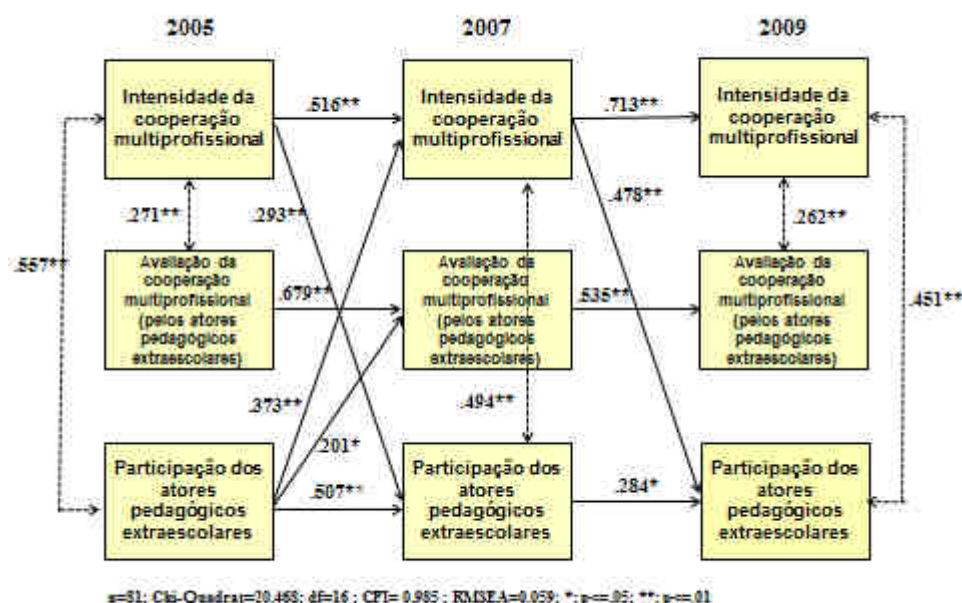 2005
2007
2009
Intensidade da
cooperação
multiprofissional
.516**
Intensidade da
cooperação
multiprofissional
.713**
Intensidade da
cooperação
multiprofissional
.271**
.293**
.478**
.262**
.557**
.451**
Avaliação da
cooperação
multiprofissional
(pelos atores
pedagógicos
extraescolares)
.679**
Avaliação da
cooperação
multiprofissional
(pelos atores
pedagógicos
extraescolares)
.535**
Avaliação da
cooperação
multiprofissional
(pelos atores
pedagógicos
extraescolares)
.373**
.494**
.201*
Participação dos
atores
pedagógicos
extraescolares
.507**
Participação dos
atores
pedagógicos
extraescolares
.284*
Participação dos
atores
pedagógicos
extraescolares
n=81; Chi-Quadrat=20.468; df=16 ; CFI= 0.985 ; RMSEA=0.059; *: p<=.05; **: p<=.01